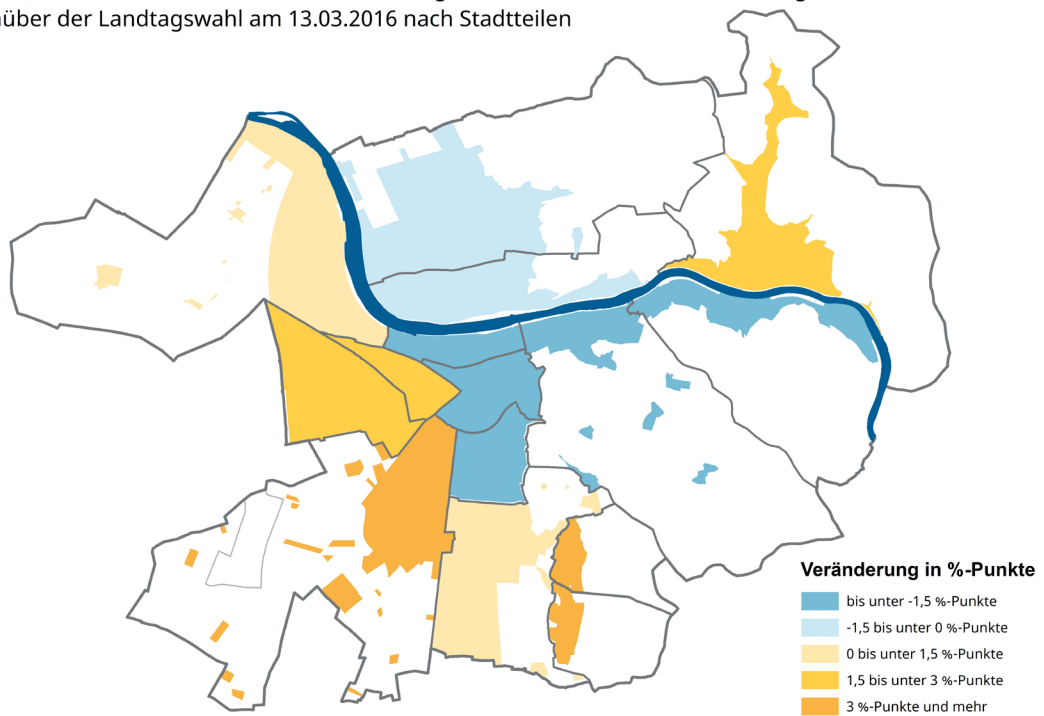 über der Landtagswahl am 13.03.2016 nach Stadtteilen
Veränderung in %-Punkte
bis unter -1,5 %-Punkte
-1,5 bis unter 0 %-Punkte
0 bis unter 1,5 %-Punkte
1,5 bis unter 3 %-Punkte
3 %-Punkte und mehr